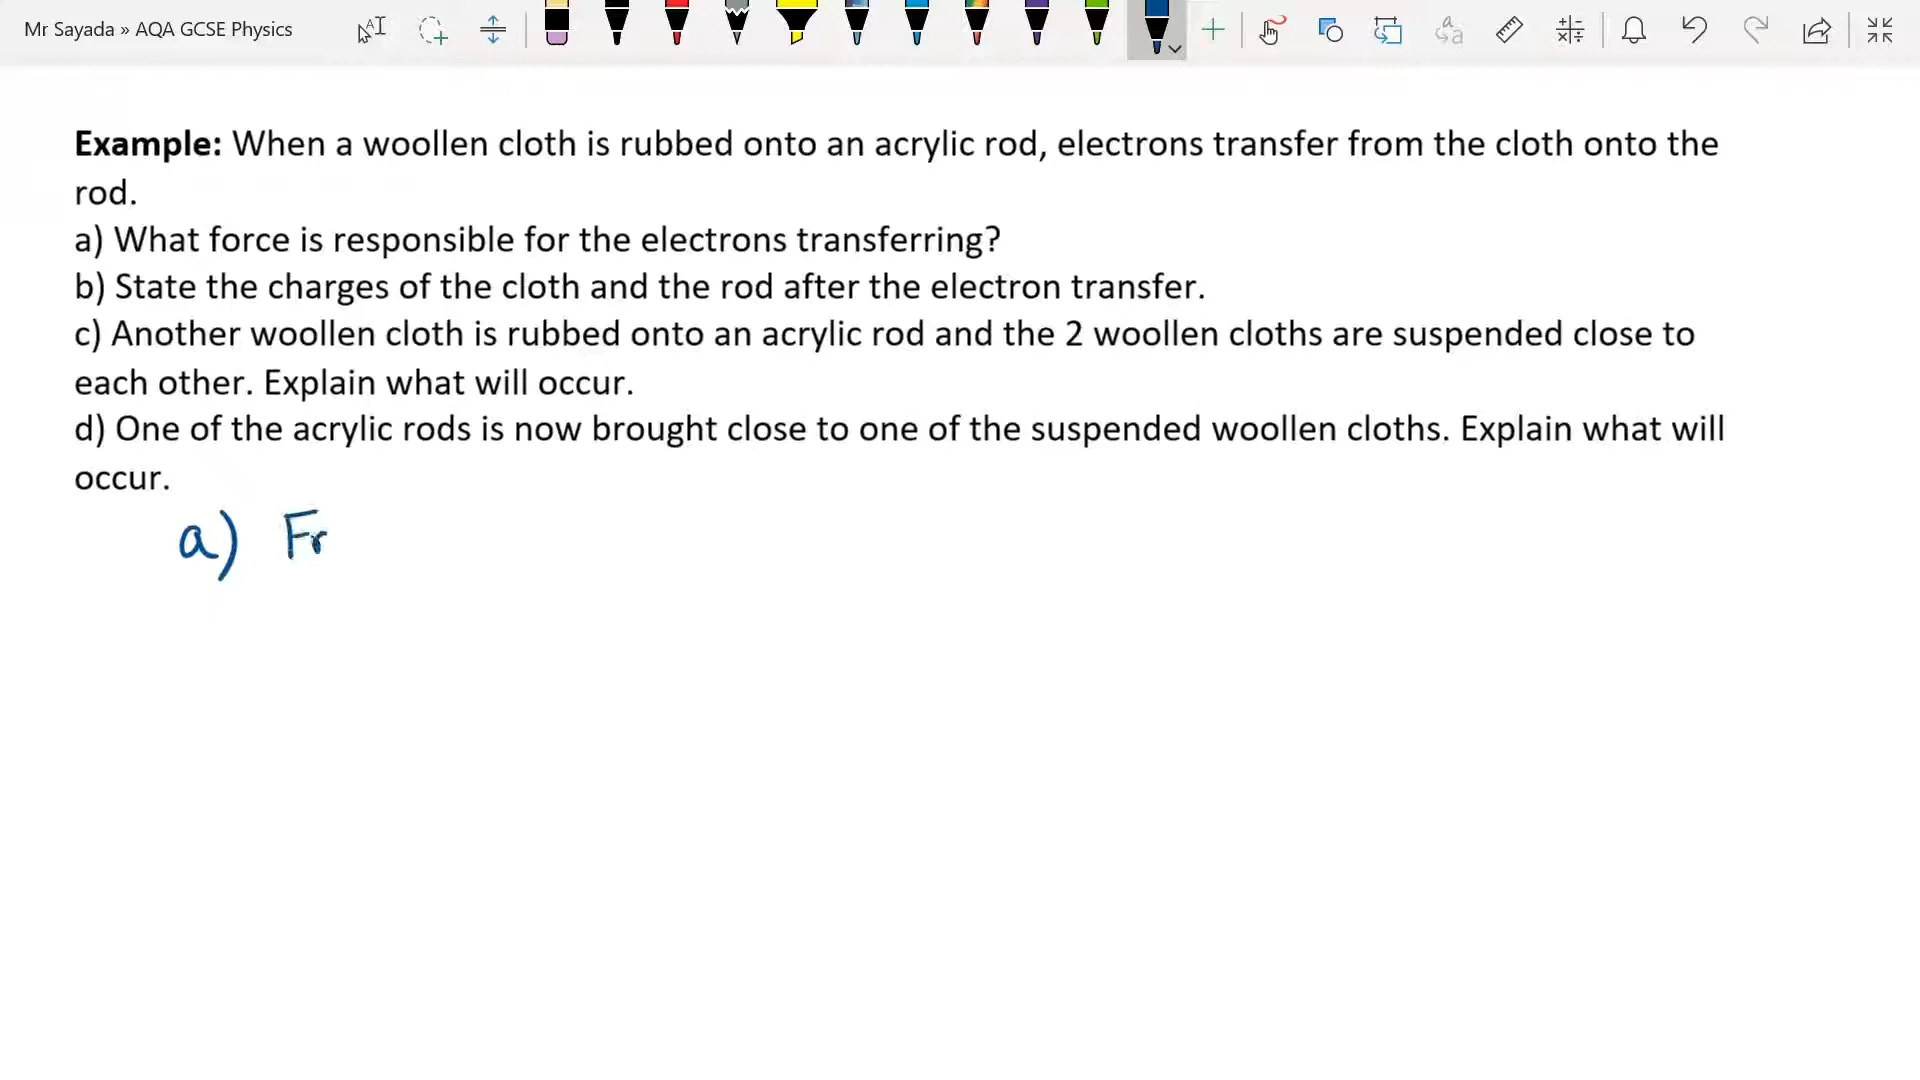 Mr Sayada » AQA GCSE Physics
Example: When a woollen cloth is rubbed onto an acrylic rod, electrons transfer from the cloth onto the
rod.
a) What force is responsible for the electrons transferring?
b) State the charges of the cloth and the rod after the electron transfer.
c) Another woollen cloth is rubbed onto an acrylic rod and the 2 woollen cloths are suspended close to
each other. Explain what will occur.
d) One of the acrylic rods is now brought close to one of the suspended woollen cloths. Explain what will
occur.
a) Fr